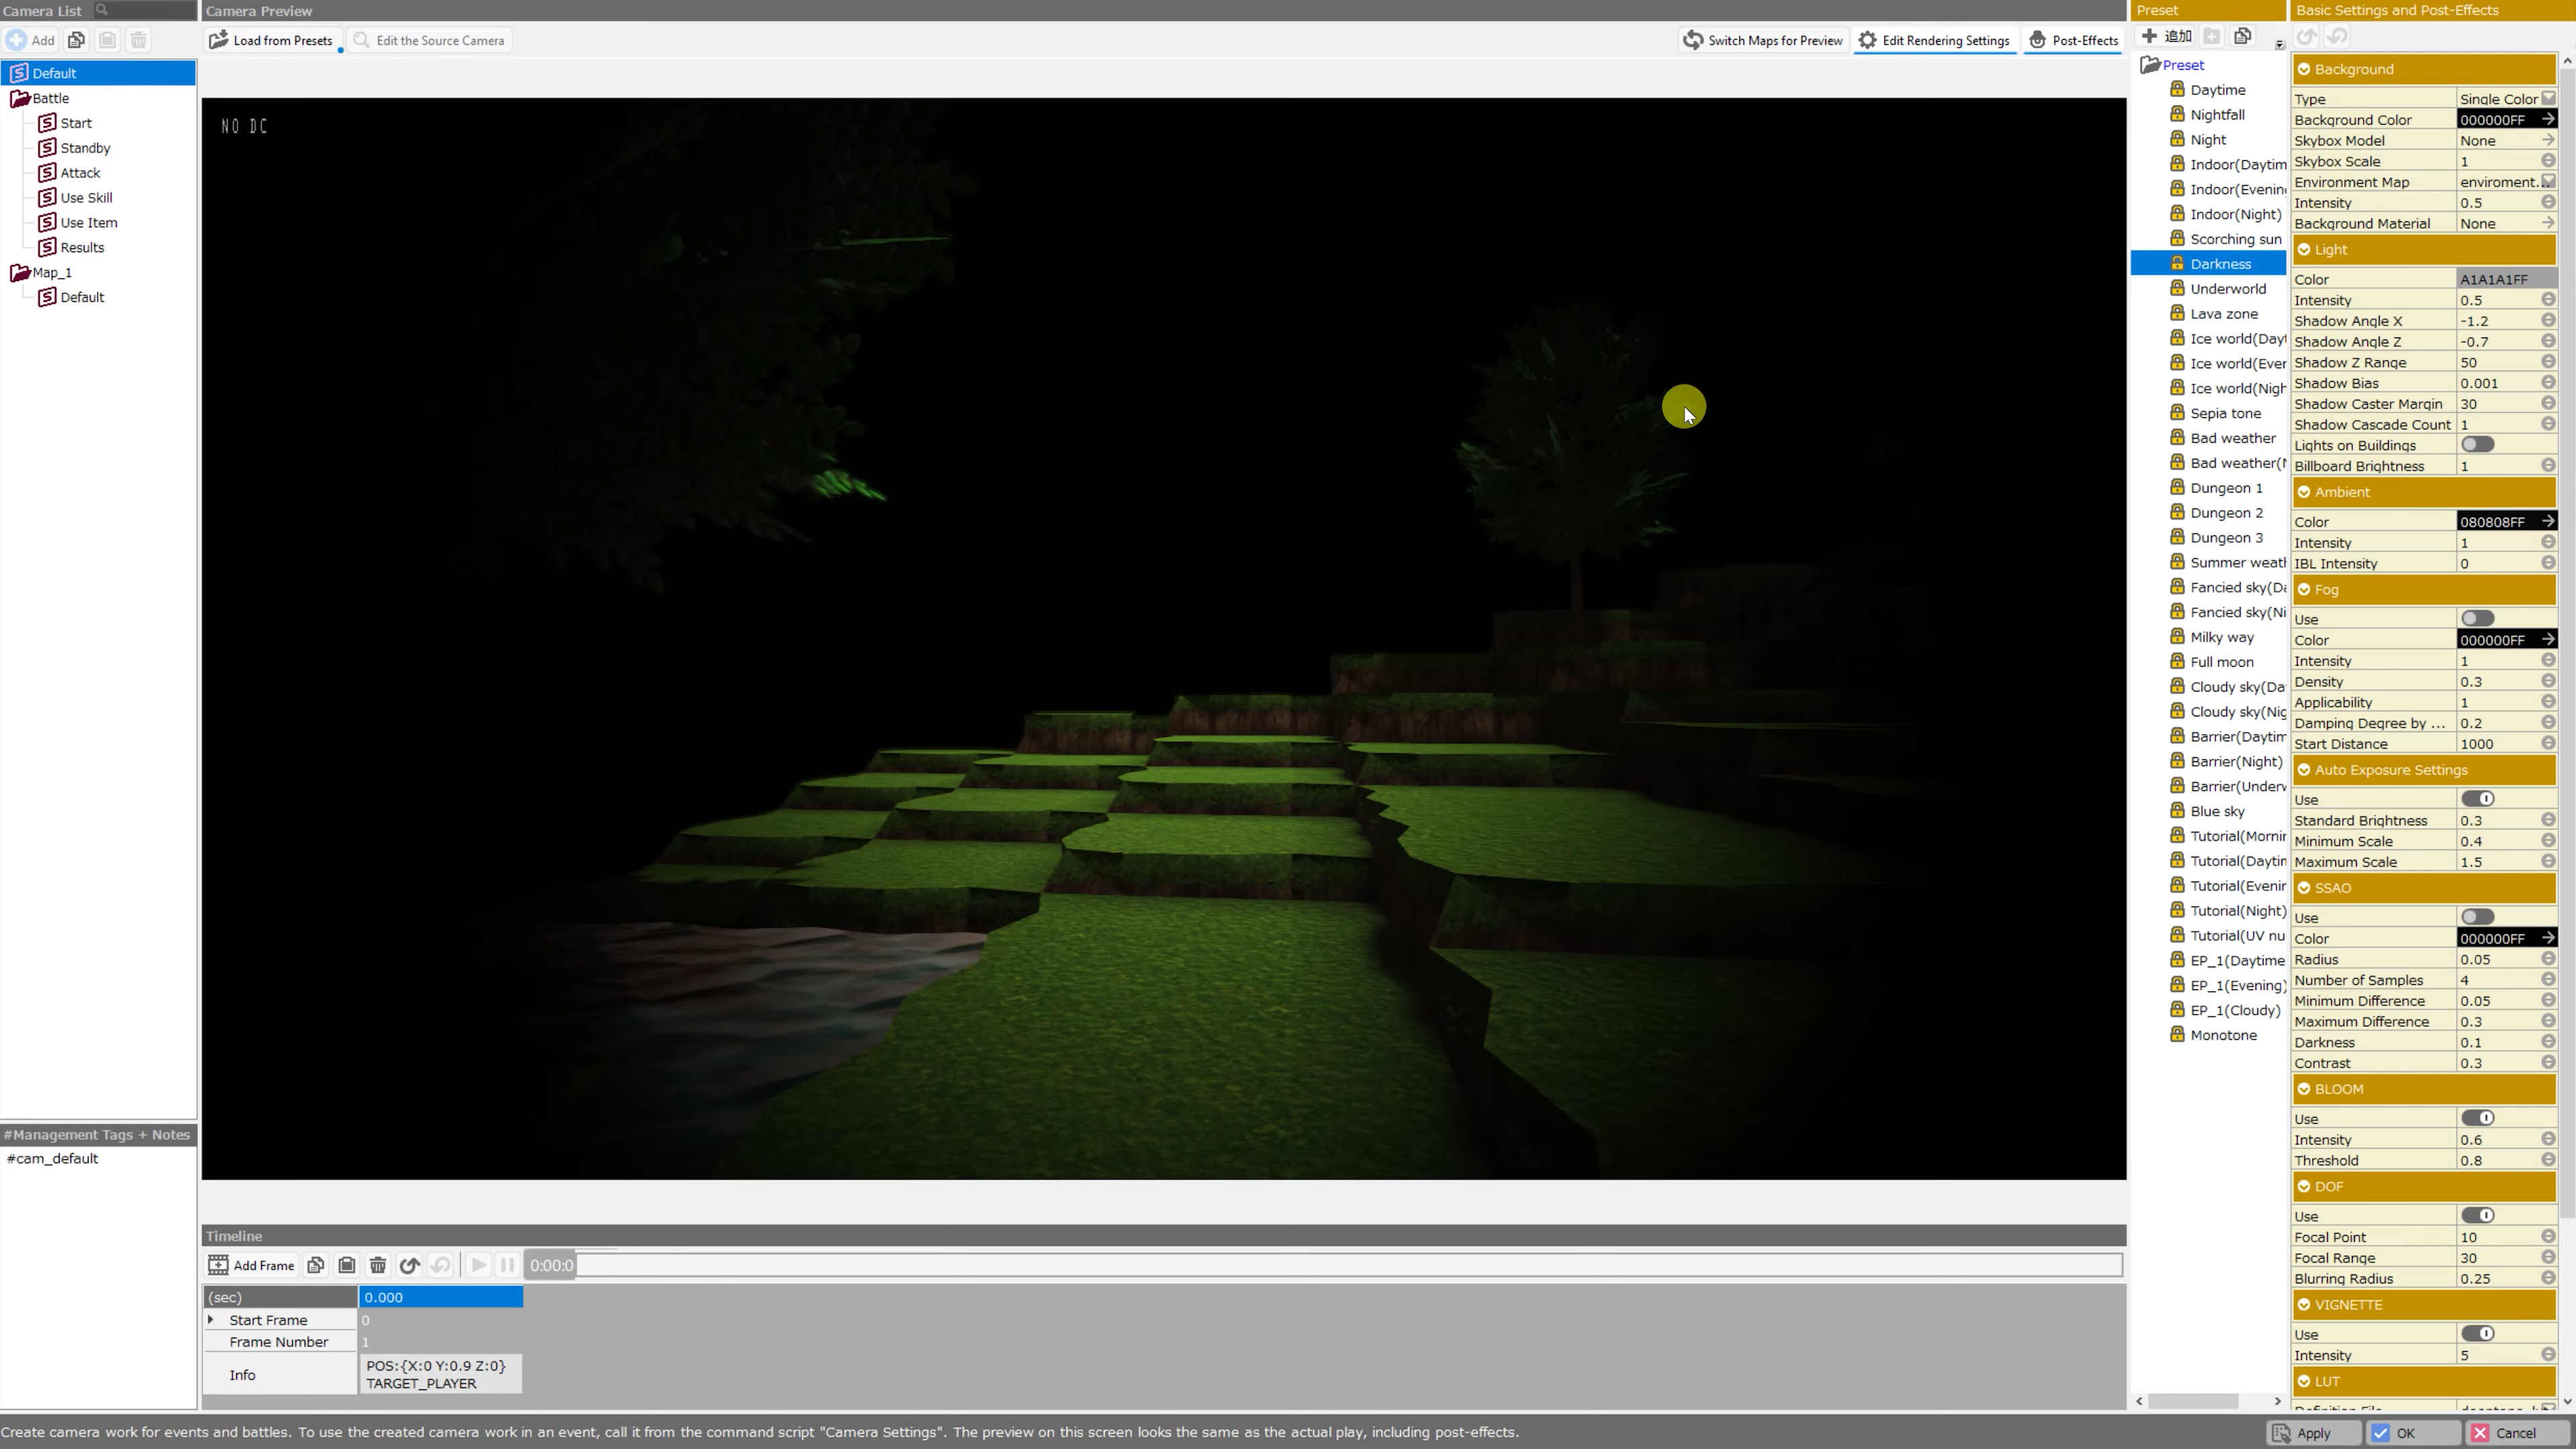 Camera List
Add
Default
Battle
Start
Standby
Attack
Use Skill
Use Item
Results
Map_1
Default
#Management Tags + Notes
#cam_default
Camera Preview
Load from Presets
Edit the Source Camera
Switch Maps for Preview
Edit Rendering Settings
Post-Effects
NO DC
Timeline
Add Frame
0:00:0
(sec)
0.000
Start Frame
0
Frame Number
1
Info
POS:{X:0 Y:0.9 Z:0}
TARGET_PLAYER
Preset
追加
Preset
Daytime
Nightfall
Night
Indoor(Daytim
Indoor(Evenin
Indoor(Night)
Scorching sun
Darkness
Underworld
Lava zone
Ice world(Day
Ice world(Ever
Ice world(Nigh
Sepia tone
Bad weather
Bad weather(
Dungeon 1
Dungeon 2
Dungeon 3
Summer weath
Fancied sky(Da
Fancied sky(Ni
Milky way
Full moon
Cloudy sky(Da
Cloudy sky(Nig
Barrier(Daytim
Barrier(Night)
Barrier(Underw
Blue sky
Tutorial(Mornin
Tutorial(Daytin
Tutorial(Evenin
Tutorial(Night)
Tutorial(UV nu
EP_1(Daytime
EP_1(Evening)
EP_1(Cloudy)
Monotone
Basic Settings and Post-Effects
Background
Type Single Color
Background Color 000000FF
Skybox Model None
Skybox Scale 1
Environment Map enviroment...
Intensity 0.5
Background Material None
Light
Color A1A1A1FF
Intensity 0.5
Shadow Angle X -1.2
Shadow Angle Z -0.7
Shadow Z Range 50
Shadow Bias 0.001
Shadow Caster Margin 30
Shadow Cascade Count 1
Lights on Buildings
Billboard Brightness 1
Ambient
Color 080808FF
Intensity 1
IBL Intensity 0
Fog
Use
Color 000000FF
Intensity 1
Density 0.3
Applicability 1
Damping Degree by ... 0.2
Start Distance 1000
Auto Exposure Settings
Use
Standard Brightness 0.3
Minimum Scale 0.4
Maximum Scale 1.5
SSAO
Use
Color 000000FF
Radius 0.05
Number of Samples 4
Minimum Difference 0.05
Maximum Difference 0.3
Darkness 0.1
Contrast 0.3
BLOOM
Use
Intensity 0.6
Threshold 0.8
DOF
Use
Focal Point 10
Focal Range 30
Blurring Radius 0.25
VIGNETTE
Use
Intensity 5
LUT
Create camera work for events and battles. To use the created camera work in an event, call it from the command script "Camera Settings". The preview on this screen looks the same as the actual play, including post-effects.
Apply
OK
Cancel